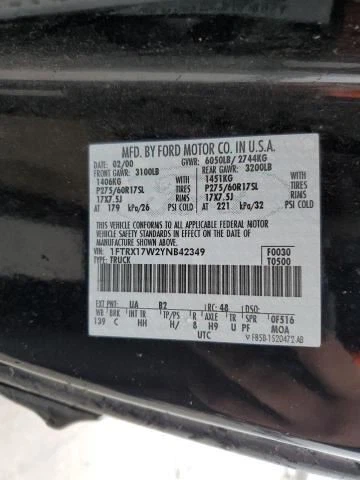 MFD. BY FORD MOTOR CO. IN U.S.A.
DATE: 02/00 GVWR: 6050LB/ 2744KG
FRONT GAWR: 3100LB REAR GAWR: 3200LB
1406KG 1451KG
P275/60R17SL TIRES P275/60R17SL TIRES
17X7.5J RIMS 17X7.5J RIMS
AT 179 kPa/26 PSI COLD AT 221 kPa/32 PSI COLD
THIS VEHICLE CONFORMS TO ALL APPLICABLE FEDERAL MOTOR
VEHICLE SAFETY STANDARDS IN EFFECT ON THE DATE OF
MANUFACTURE SHOWN ABOVE.
VIN: 1FTRX17W2YNB42349 F0030
TYPE: TRUCK T0500
EXT PNT: UA B2 RC: 48 DSO:
WB BRK INT TR TP/PS R AXLE TR SPR 0F516
139 C HH H/ 8 H9 U PF MOA
UTC F85B-1520472-AB